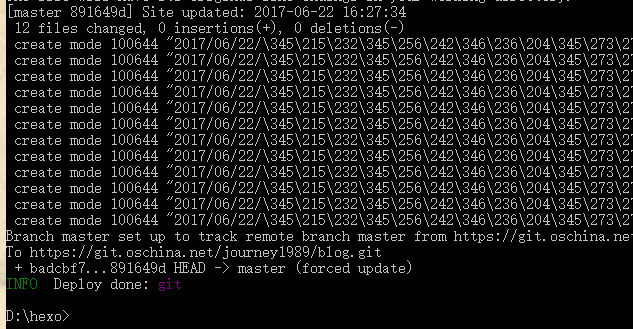 [master 891649d] Site updated: 2017-06-22 16:27:34
12 files changed, 0 insertions(+), 0 deletions(-)
create mode 100644 "2017/06/22/\345\215\232\345\256\242\346\236\204\345\273\2
create mode 100644 "2017/06/22/\345\215\232\345\256\242\346\236\204\345\273\2
create mode 100644 "2017/06/22/\345\215\232\345\256\242\346\236\204\345\273\2
create mode 100644 "2017/06/22/\345\215\232\345\256\242\346\236\204\345\273\2
create mode 100644 "2017/06/22/\345\215\232\345\256\242\346\236\204\345\273\2
create mode 100644 "2017/06/22/\345\215\232\345\256\242\346\236\204\345\273\2
create mode 100644 "2017/06/22/\345\215\232\345\256\242\346\236\204\345\273\2
create mode 100644 "2017/06/22/\345\215\232\345\256\242\346\236\204\345\273\2
create mode 100644 "2017/06/22/\345\215\232\345\256\242\346\236\204\345\273\2
create mode 100644 "2017/06/22/\345\215\232\345\256\242\346\236\204\345\273\2
create mode 100644 "2017/06/22/\345\215\232\345\256\242\346\236\204\345\273\2
create mode 100644 "2017/06/22/\345\215\232\345\256\242\346\236\204\345\273\2
Branch master set up to track remote branch master from https://git.oschina.ne
To https://git.oschina.net/journey1989/blog.git
+ badcbf7...891649d HEAD -> master (forced update)
INFO  Deploy done: git
D:\hexo>